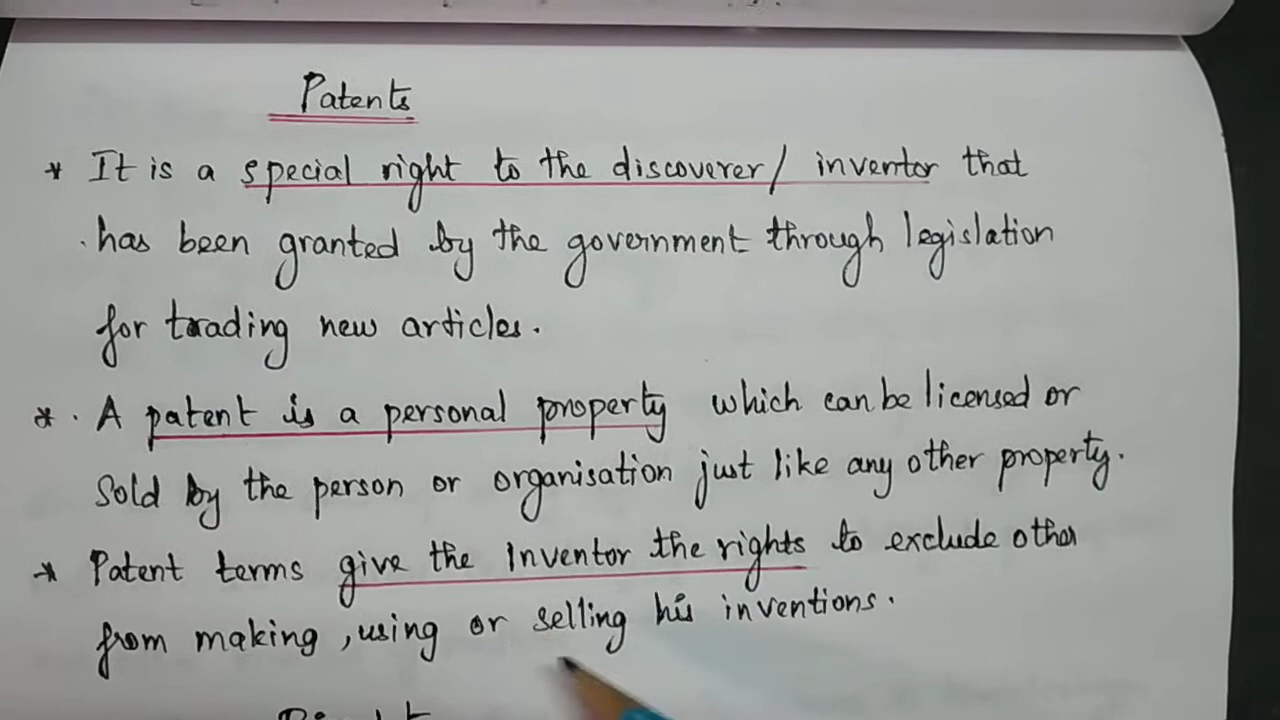 Patents
* It is a special right to the discoverer/ inventor that
has been granted by the government through legislation
for trading new articles.
*. A patent is a personal property which can be licensed or
Sold by the person or organisation just like any other property.
* Patent terms give the Inventor the rights to exclude other
from making, using or selling his inventions.